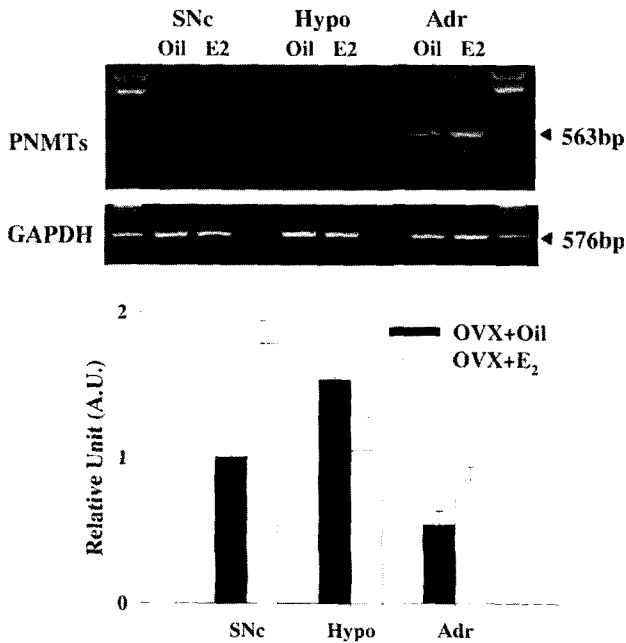 SNc Hypo Adr
Oil E2 Oil E2 Oil E2
PNMTs 563bp
GAPDH 576bp
2
OVX+Oil
OVX+E2
Relative Unit (A.U.)
1
0
SNc Hypo Adr